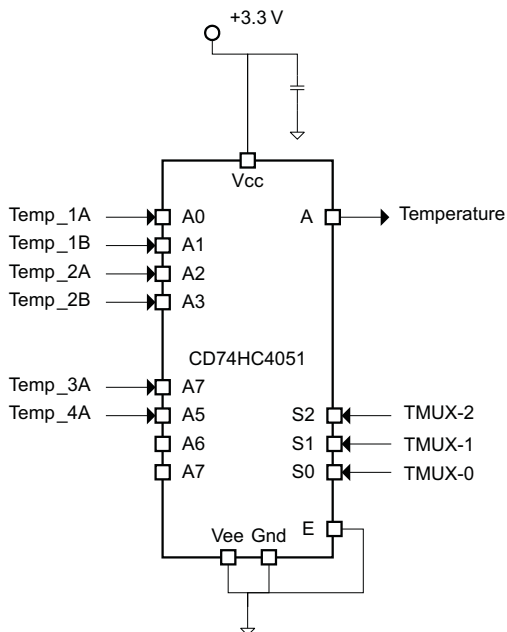 +3.3 V
Vcc
Temp_1A
A0
A
Temperature
Temp_1B
A1
Temp_2A
A2
Temp_2B
A3
CD74HC4051
Temp_3A
A7
Temp_4A
A5
S2
TMUX-2
A6
S1
TMUX-1
A7
S0
TMUX-0
E
Vee Gnd